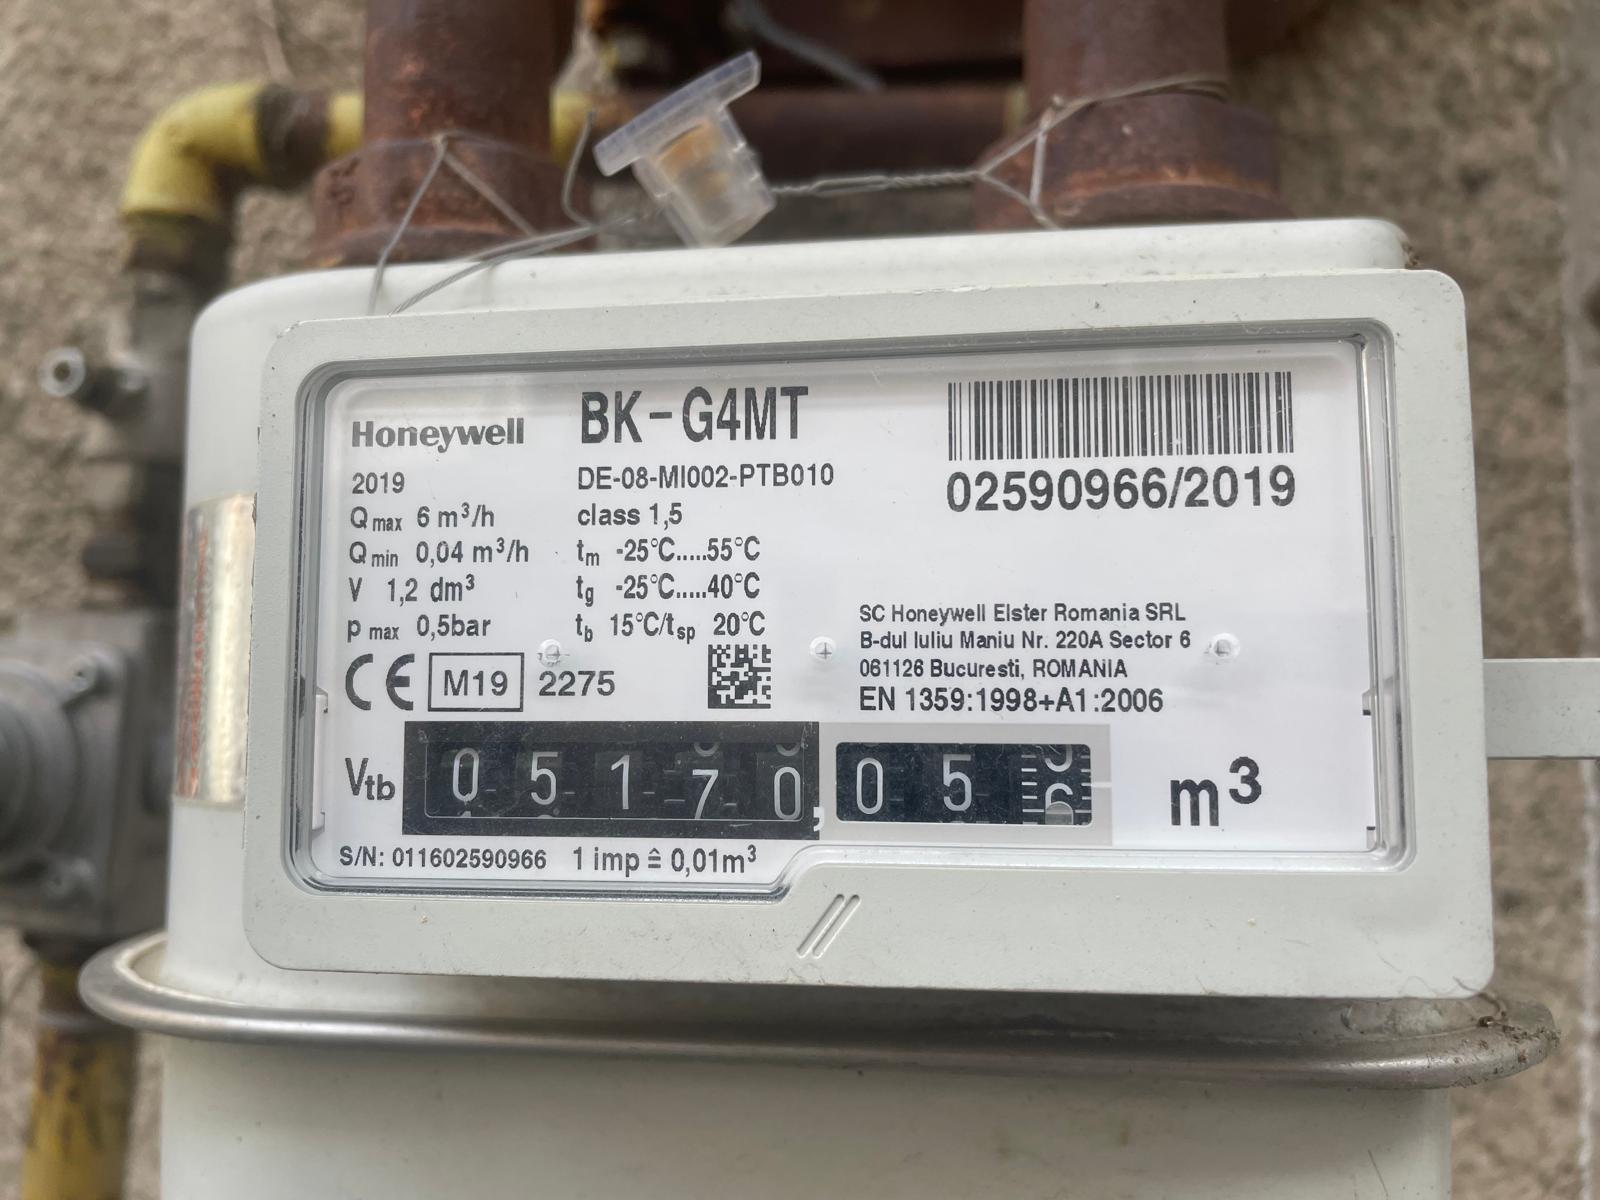 Honeywell
BK-G4MT
2019
DE-08-MI002-PTB010
Qmax 6 m³/h
class 1,5
Qmin 0,04 m³/h
tm -25°C.....55°C
V 1,2 dm³
tg -25°C.....40°C
pmax 0,5bar
tb 15°C/tsp 20°C
CE M19 2275
02590966/2019
SC Honeywell Elster Romania SRL
B-dul Iuliu Maniu Nr. 220A Sector 6
061126 Bucuresti, ROMANIA
EN 1359:1998+A1:2006
Vtb 05170,05 m³
S/N: 011602590966 1 imp ≙ 0,01m³